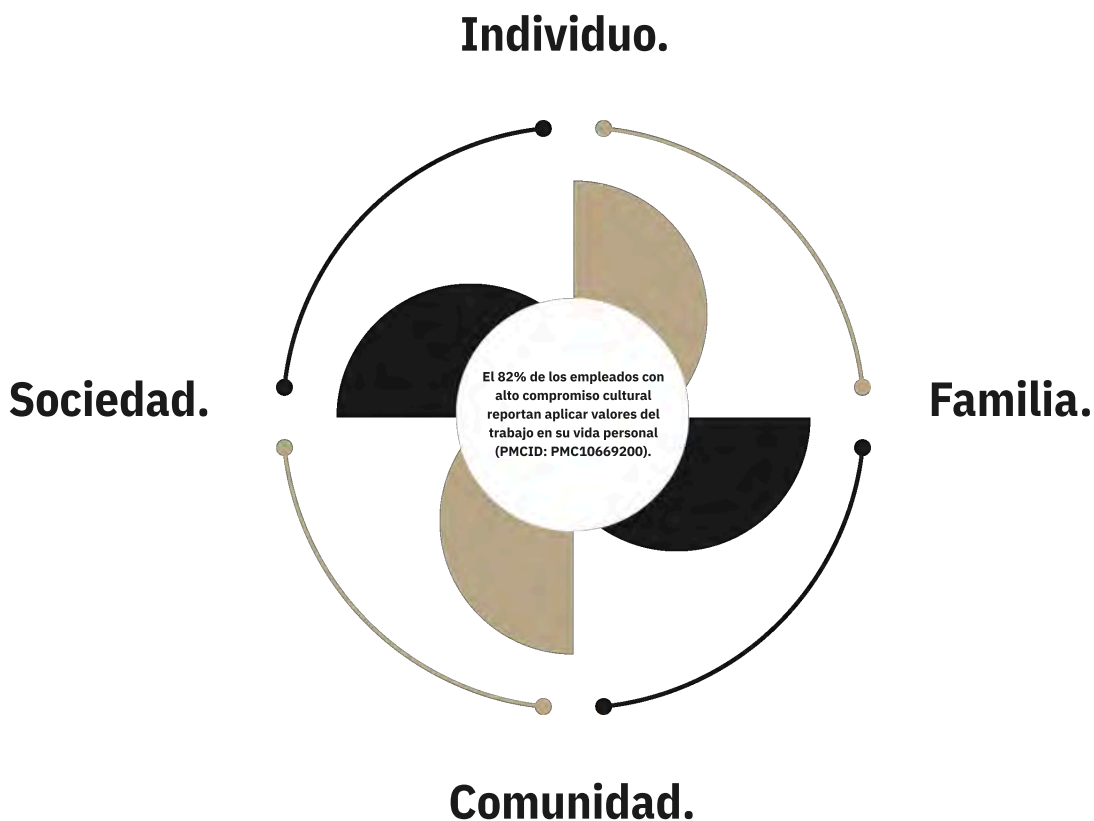 Individuo.
Sociedad.
El 82% de los empleados con
alto compromiso cultural
reportan aplicar valores del
trabajo en su vida personal
(PMCID: PMC10669200).
Familia.
Comunidad.